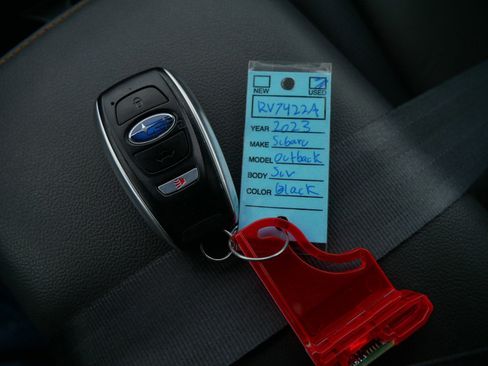 NEW USED
RV7422A
YEAR 2023
MAKE Subaru
MODEL Outback
BODY SUV
COLOR black